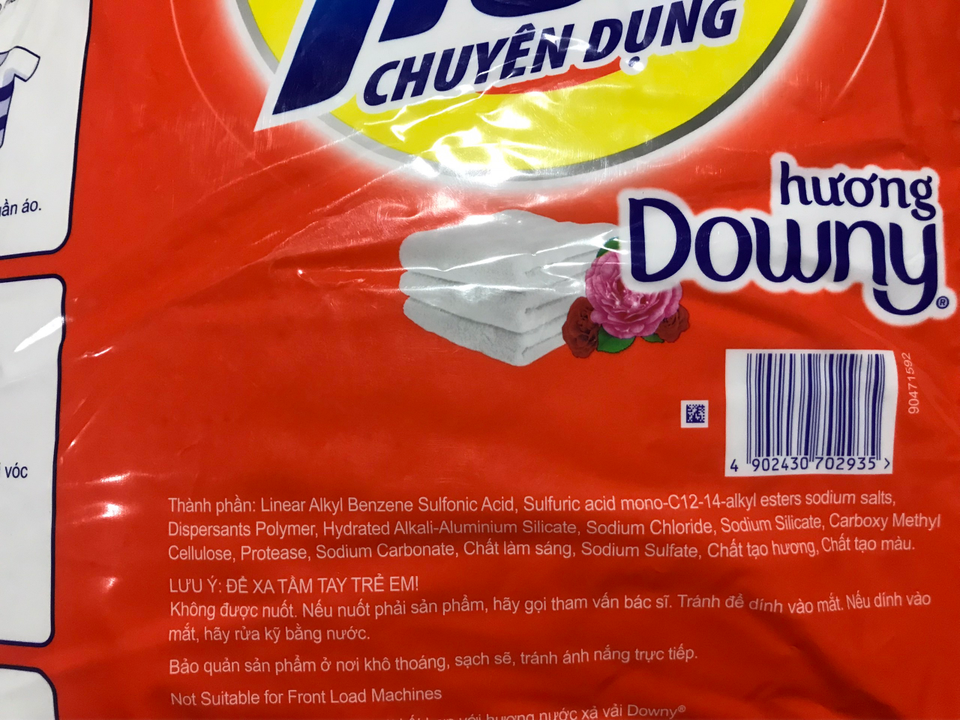 CHUYÊN DỤNG
hương
Downy®
ần áo.
90471592
4 902430 702935 >
vóc
Thành phần: Linear Alkyl Benzene Sulfonic Acid, Sulfuric acid mono-C12-14-alkyl esters sodium salts,
Dispersants Polymer, Hydrated Alkali-Aluminium Silicate, Sodium Chloride, Sodium Silicate, Carboxy Methyl
Cellulose, Protease, Sodium Carbonate, Chất làm sáng, Sodium Sulfate, Chất tạo hương, Chất tạo màu.
LƯU Ý: ĐỂ XA TẦM TAY TRẺ EM!
Không được nuốt. Nếu nuốt phải sản phẩm, hãy gọi tham vấn bác sĩ. Tránh để dính vào mắt. Nếu dính vào
mắt, hãy rửa kỹ bằng nước.
Bảo quản sản phẩm ở nơi khô thoáng, sạch sẽ, tránh ánh nắng trực tiếp.
Not Suitable for Front Load Machines
với hương nước xả vải Downy®